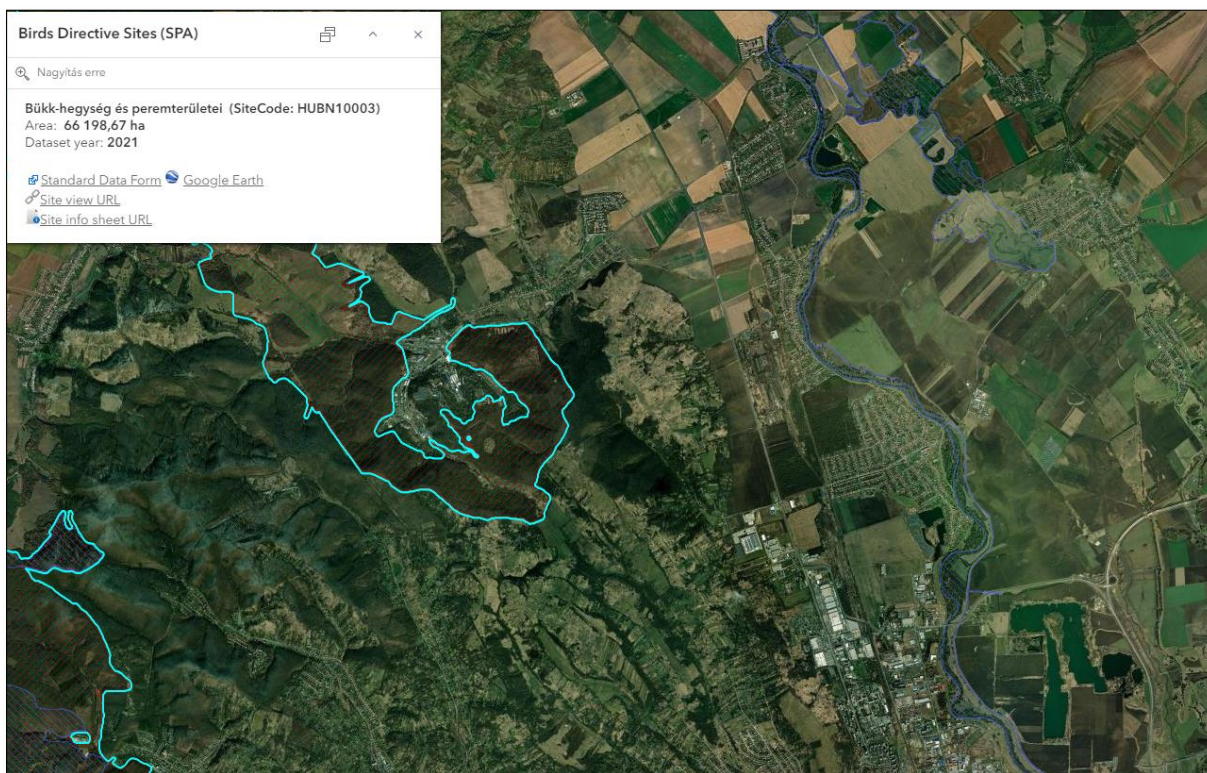 Birds Directive Sites (SPA)
Nagyítás erre
Bükk-hegység és peremterületei (SiteCode: HUBN10003)
Area: 66 198,67 ha
Dataset year: 2021
Standard Data Form Google Earth
Site view URL
Site info sheet URL